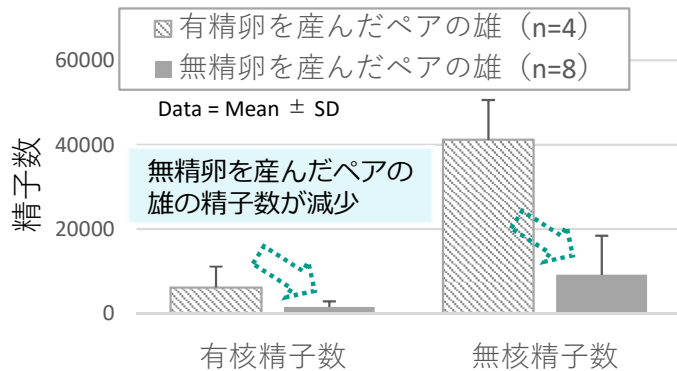 有精卵を産んだペアの雄（n=4）
無精卵を産んだペアの雄（n=8）
Data = Mean ± SD
無精卵を産んだペアの
雄の精子数が減少
精子数
60000
40000
20000
0
有核精子数 無核精子数